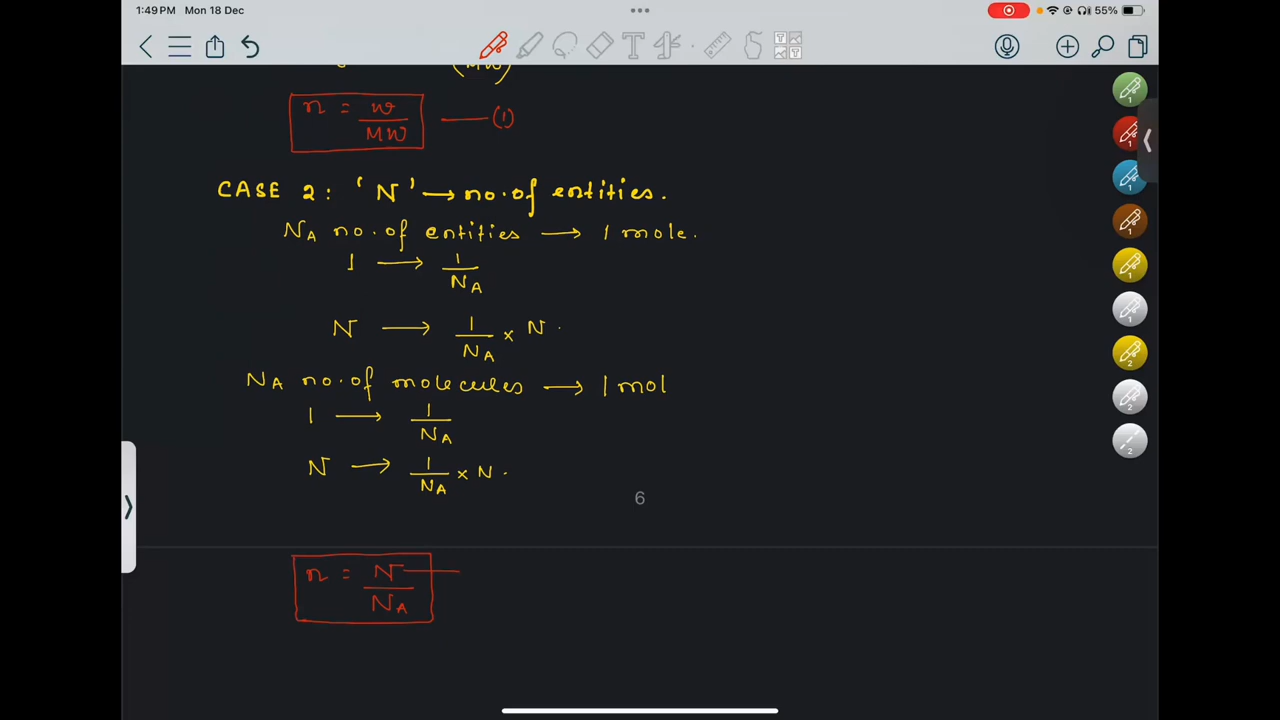 1:49 PM Mon 18 Dec
55%
(MW)
n = w/MW —— (1)
CASE 2: 'N' → no. of entities.
NA no. of entities → 1 mole.
1 → 1/NA
N → 1/NA × N.
NA no. of molecules → 1 mol
1 → 1/NA
N → 1/NA × N.
6
n = N/NA —